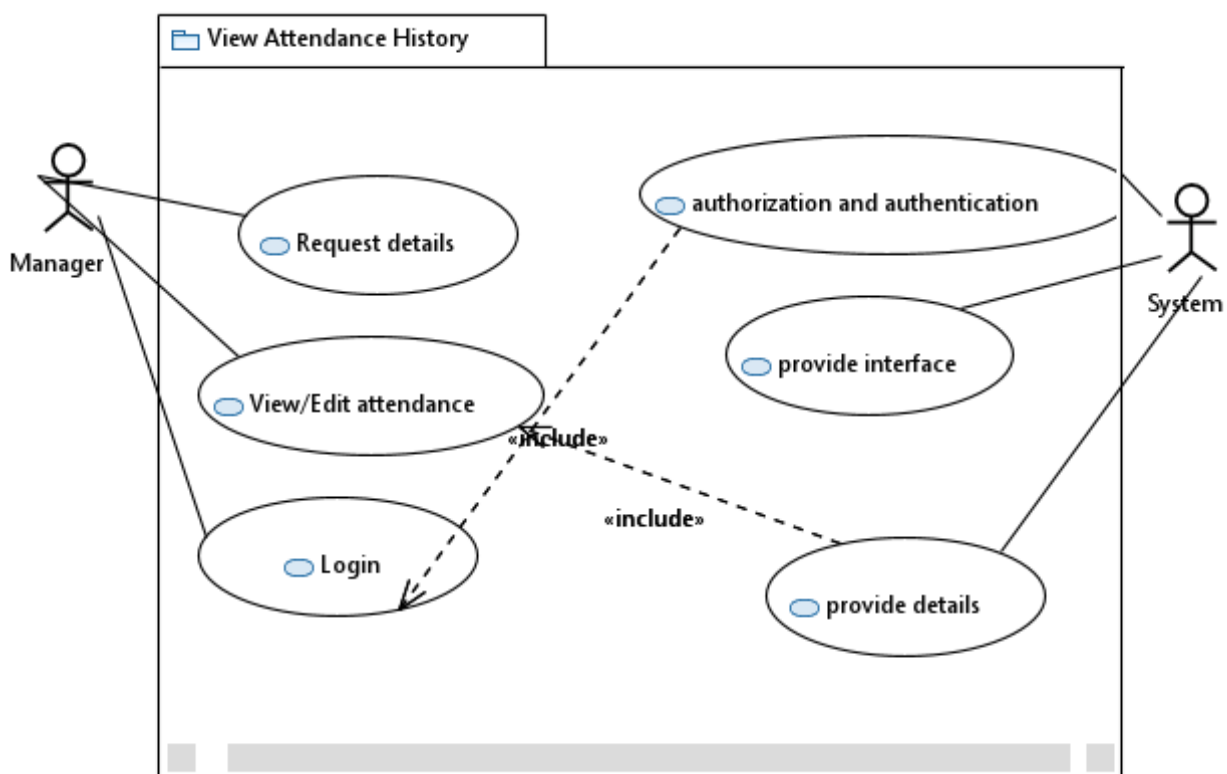 View Attendance History
authorization and authentication
Request details
Manager
System
provide interface
View/Edit attendance
«include»
«include»
Login
provide details